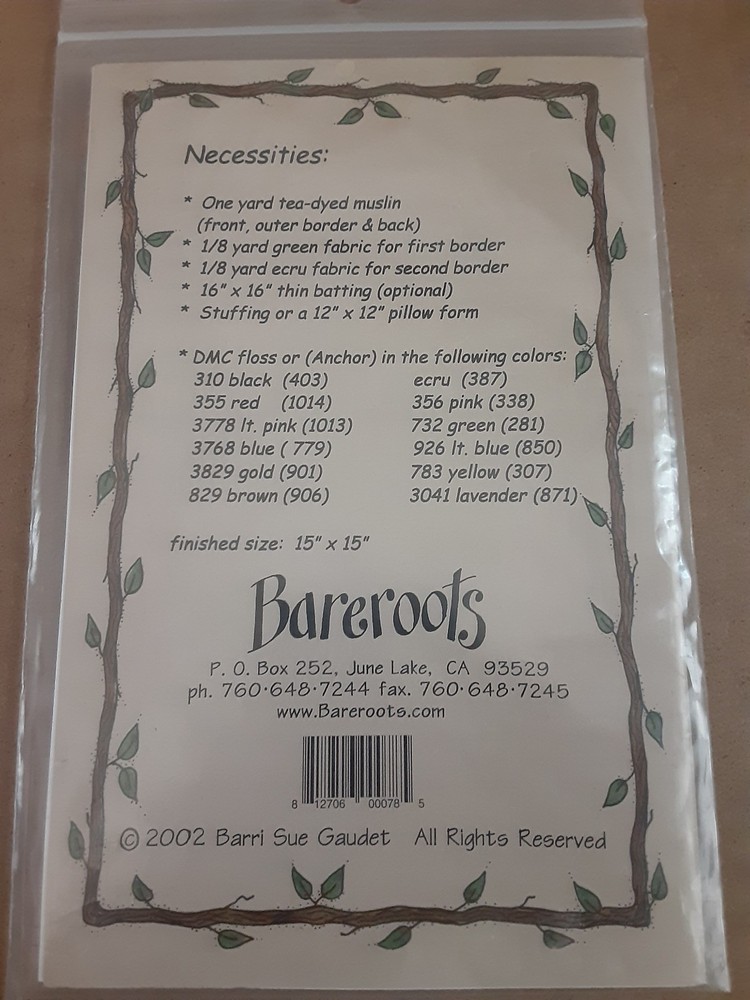 Necessities:
* One yard tea-dyed muslin
(front, outer border & back)
* 1/8 yard green fabric for first border
* 1/8 yard ecru fabric for second border
* 16" x 16" thin batting (optional)
* Stuffing or a 12" x 12" pillow form
* DMC floss or (Anchor) in the following colors:
310 black (403) ecru (387)
355 red (1014) 356 pink (338)
3778 lt. pink (1013) 732 green (281)
3768 blue ( 779) 926 lt. blue (850)
3829 gold (901) 783 yellow (307)
829 brown (906) 3041 lavender (871)
finished size: 15" x 15"
Bareroots
P. O. Box 252, June Lake, CA 93529
ph. 760·648·7244 fax. 760·648·7245
www.Bareroots.com
8 12706 00078 5
© 2002 Barri Sue Gaudet All Rights Reserved